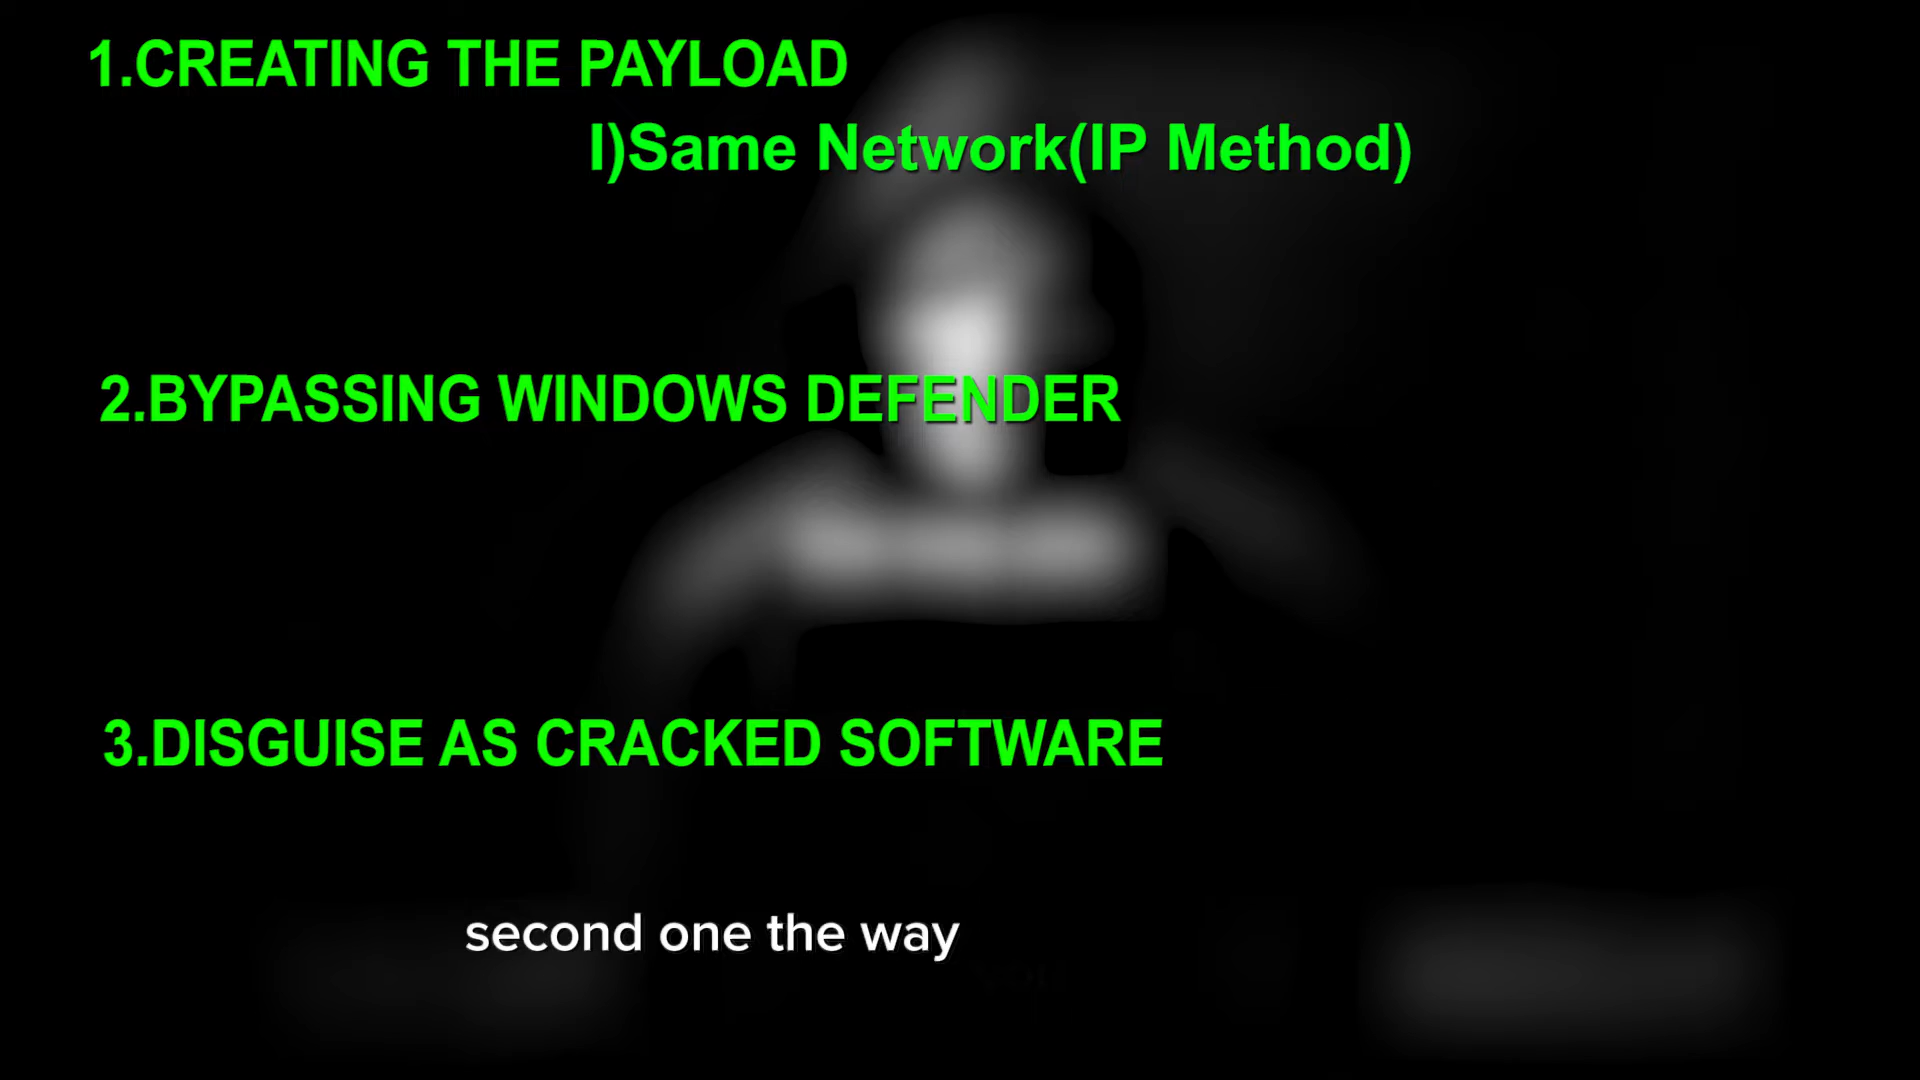 1.CREATING THE PAYLOAD
I)Same Network(IP Method)
2.BYPASSING WINDOWS DEFENDER
3.DISGUISE AS CRACKED SOFTWARE
second one the way